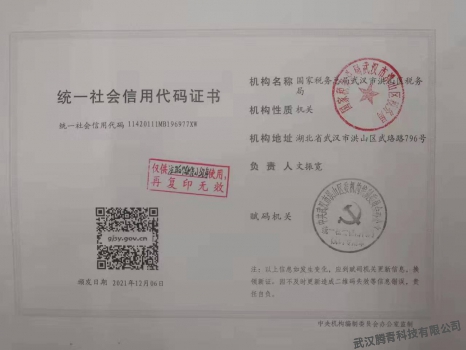 统一社会信用代码证书
统一社会信用代码 11420111MB196977XW
机构名称 国家税务总局武汉市洪山区税务
局
机构性质 机关
机构地址 湖北省武汉市洪山区武珞路796号
负责人 文振宽
赋码机关
仅供
使用,
再复印无效
gjsy.gov.cn
颁发日期 2021年12月06日
注：以上信息如发生变化，应到赋码机关更新信息，换
领新证。因不及时更新造成二维码失效等信息错误，责
任自负。
中央机构编制委员会办公室监制
武汉腾青科技有限公司